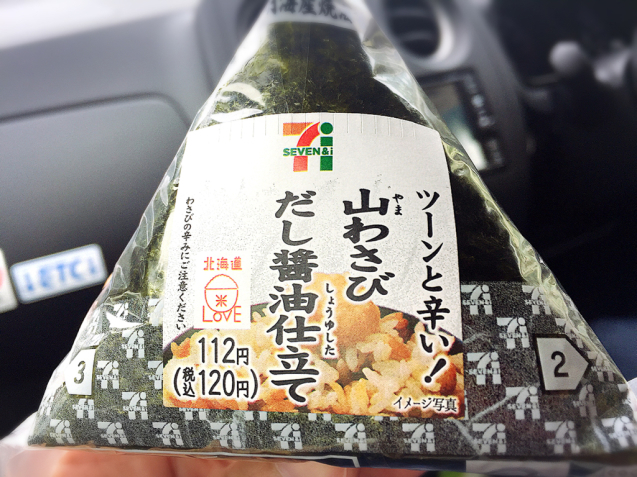 SEVEN&i
ツーンと辛い!
山わさび
やま
だし醤油仕立て
しょうゆした
わさびの辛みにご注意ください
北海道
米
LOVE
112円
(税込120円)
イメージ写真
3
2
ETC